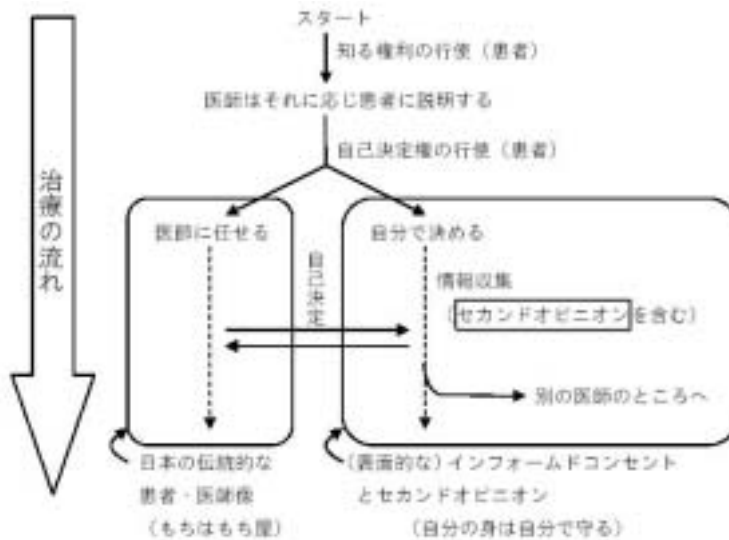 スタート
知る権利の行使（患者）
医師はそれに応じ患者に説明する
自己決定権の行使（患者）
治療の流れ
医師に任せる
自分で決める
自己決定
情報収集
（セカンドオピニオンを含む）
別の医師のところへ
日本の伝統的な
患者・医師像
（もちはもち屋）
（表面的な）インフォームドコンセント
とセカンドオピニオン
（自分の身は自分で守る）